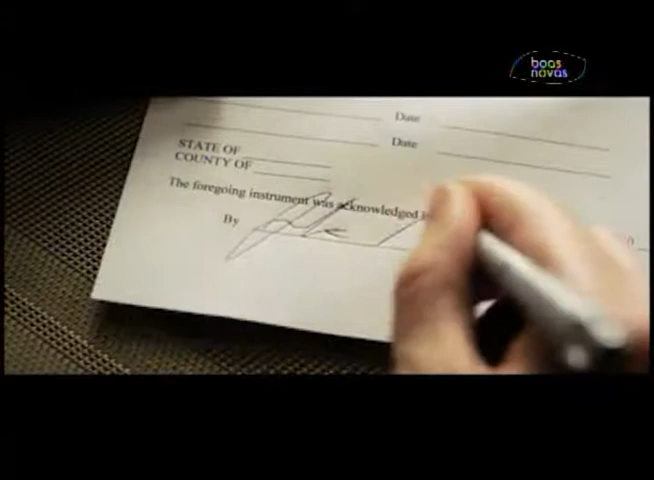 boas
novas
Date
Date
STATE OF
COUNTY OF
The foregoing instrument was acknowledged
By